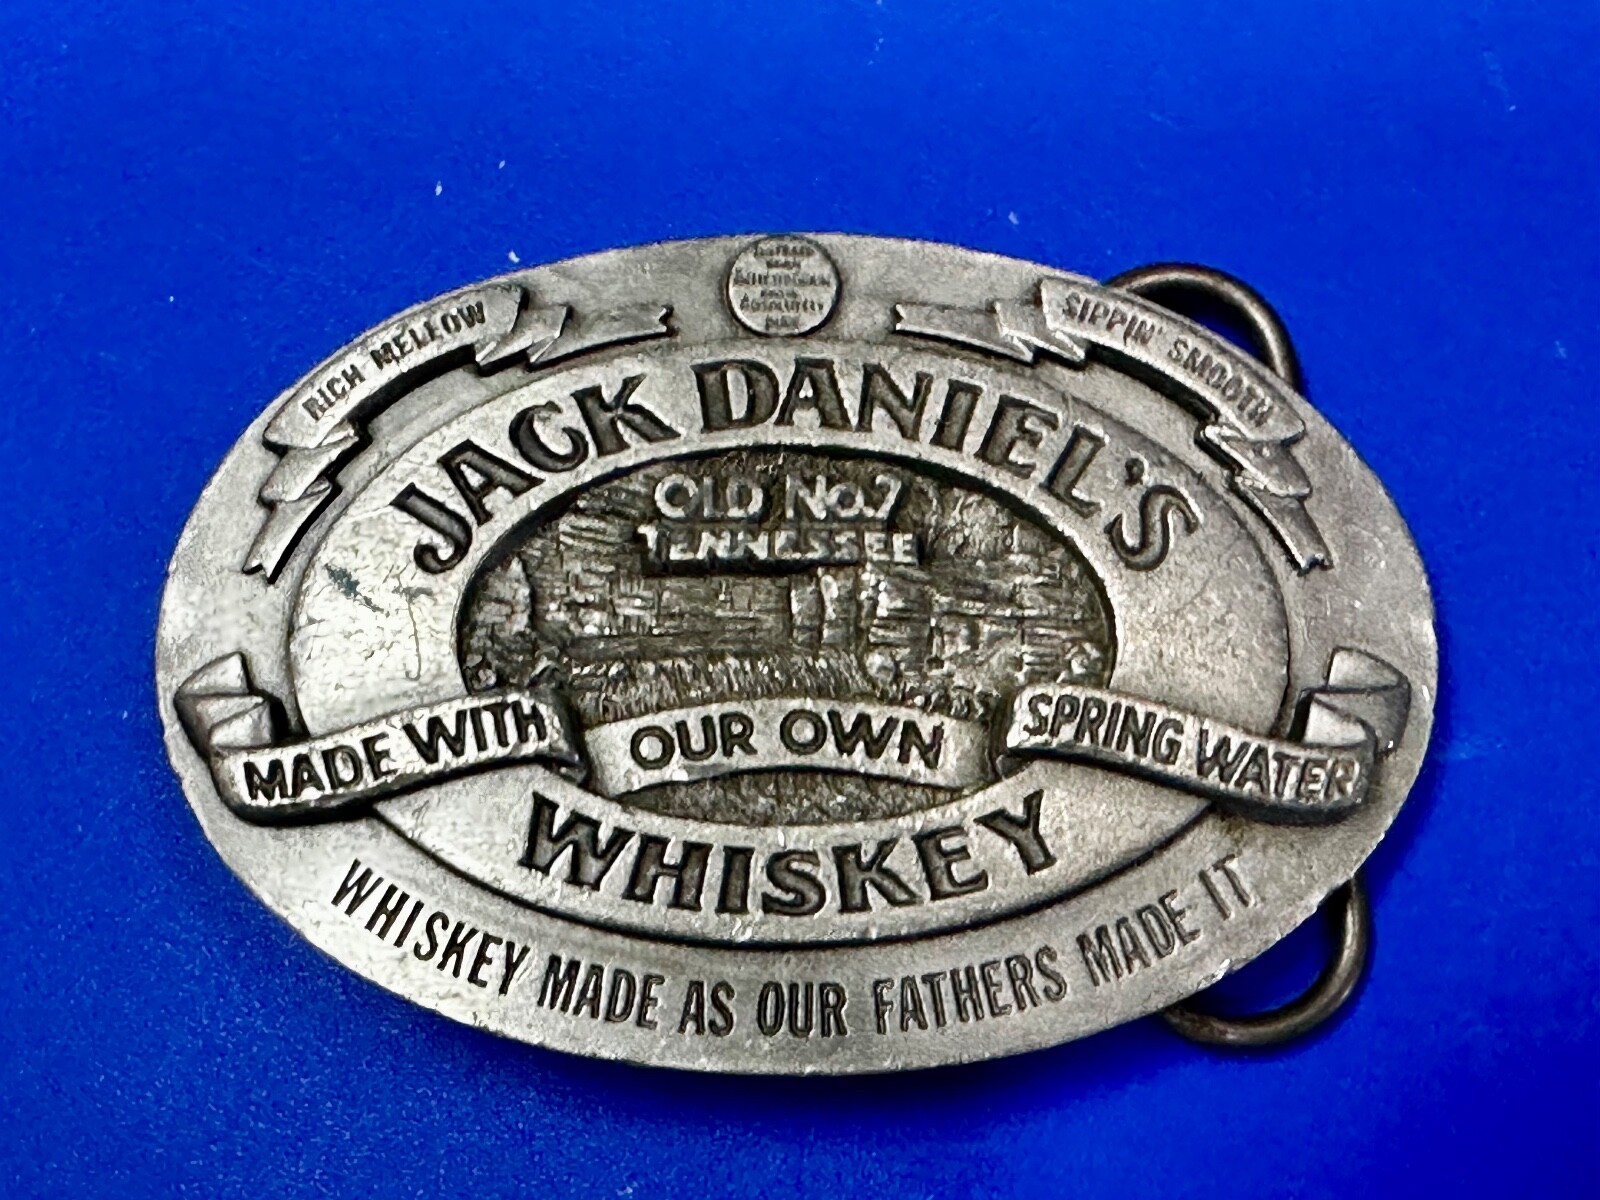 RICH MELLOW
SIPPIN' SMOOTH
JACK DANIEL'S
OLD No.7
TENNESSEE
MADE WITH OUR OWN SPRING WATER
WHISKEY
WHISKEY MADE AS OUR FATHERS MADE IT